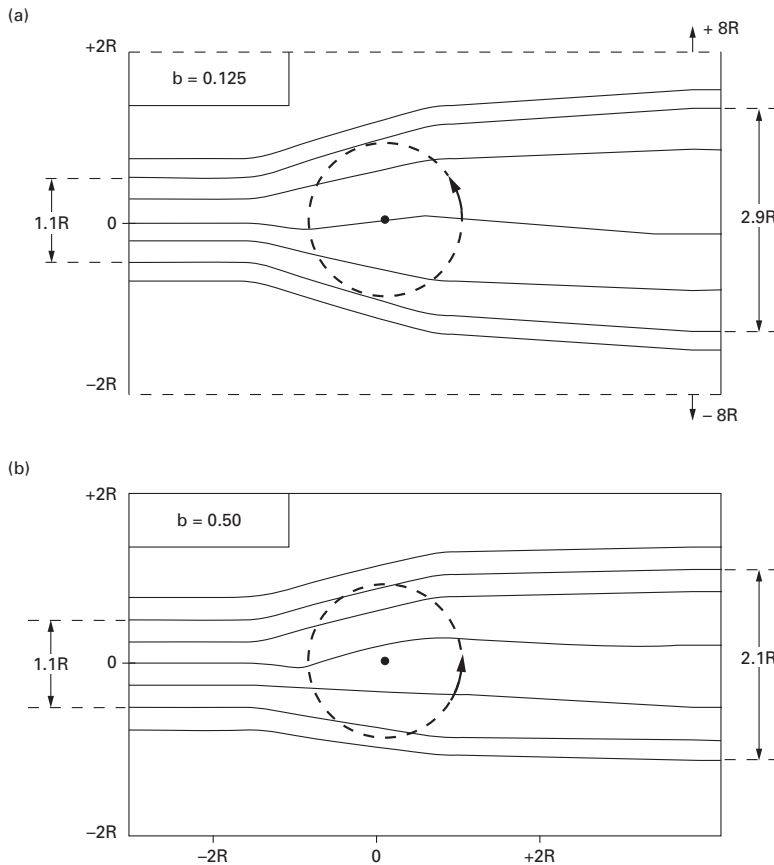 (a)
+ 8R
+2R
b = 0.125
1.1R
0
2.9R
−2R
− 8R
(b)
+2R
b = 0.50
1.1R
0
2.1R
−2R
−2R
0
+2R